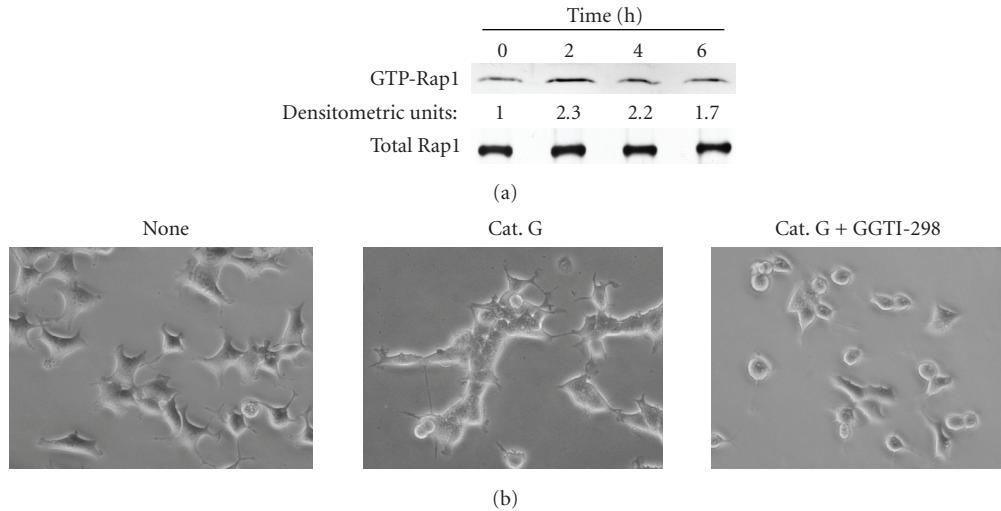 Time (h)
0 2 4 6
GTP-Rap1
Densitometric units: 1 2.3 2.2 1.7
Total Rap1
(a)
None Cat. G Cat. G + GGTI-298
(b)